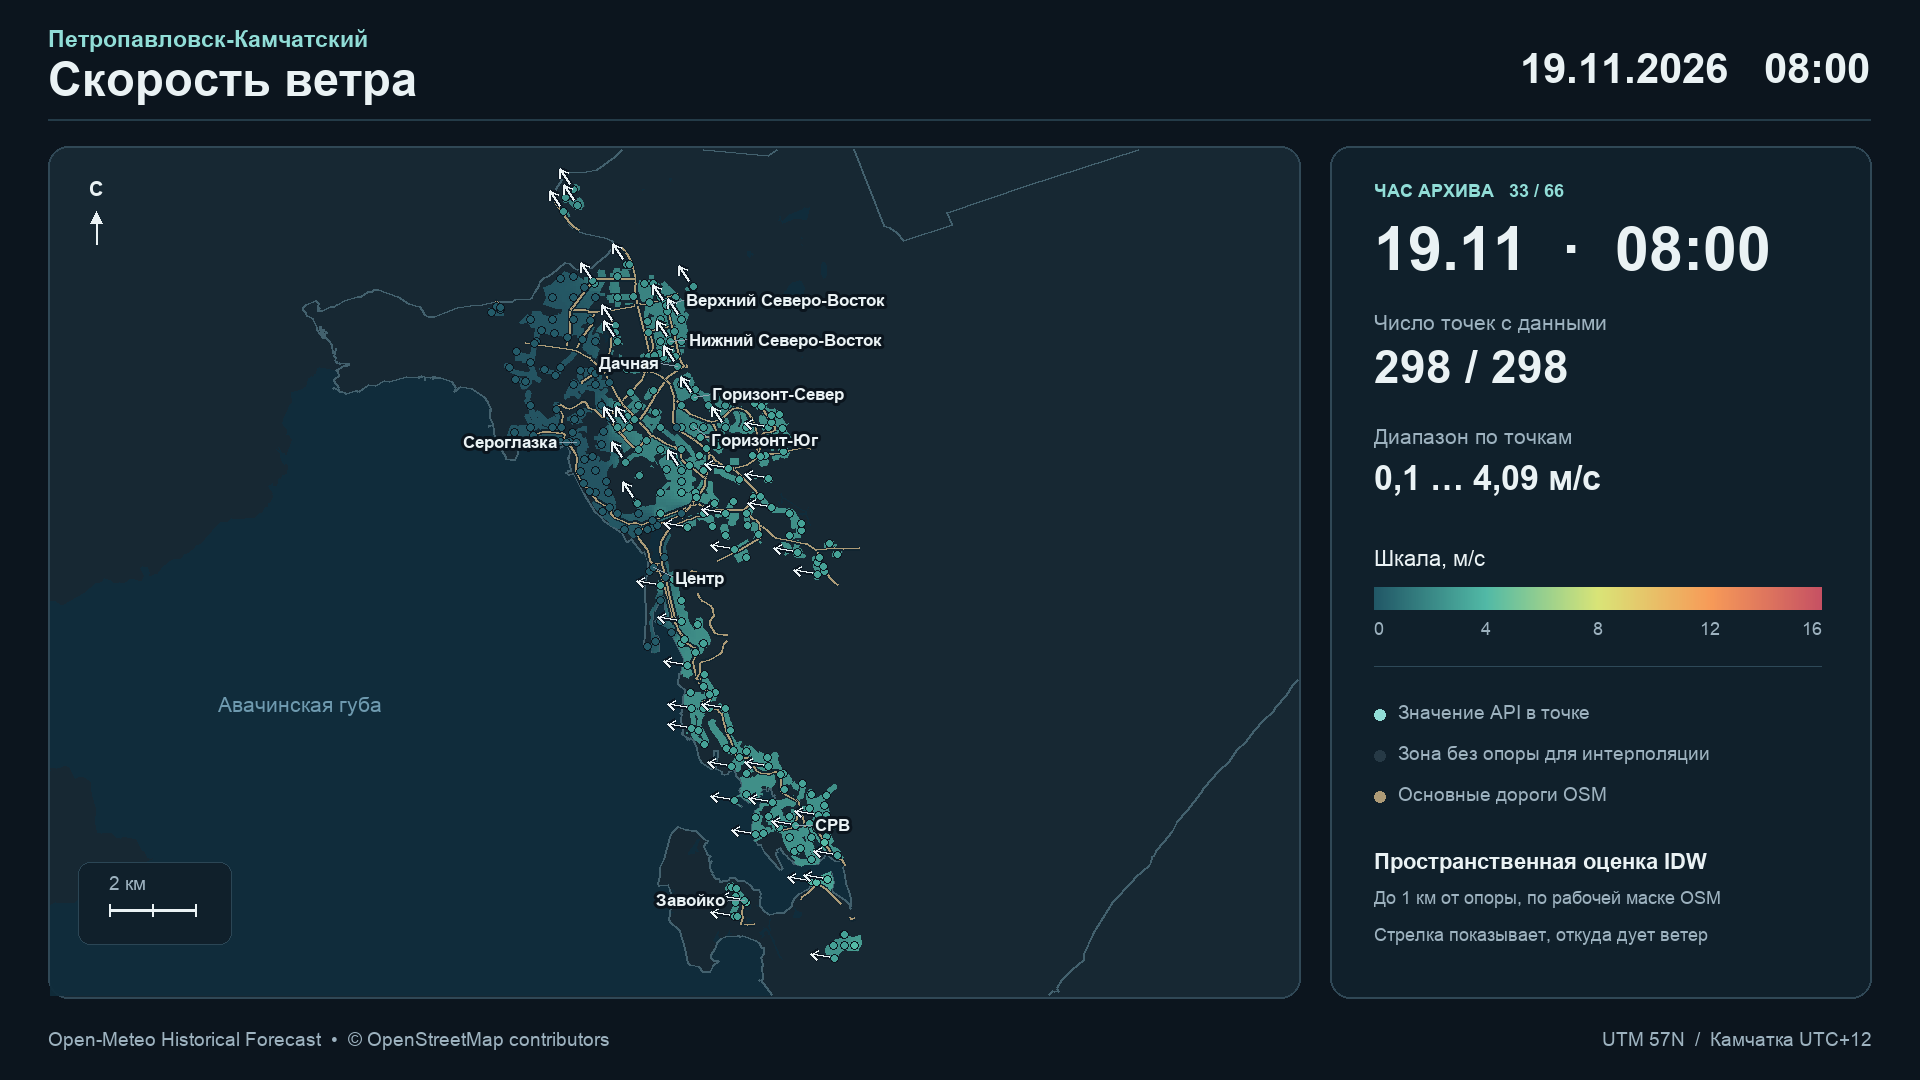 Петропавловск-Камчатский
Скорость ветра
19.11.2026 08:00
С
Верхний Северо-Восток
Нижний Северо-Восток
Дачная
Горизонт-Север
Горизонт-Юг
Сероглазка
Центр
Авачинская губа
СРВ
Завойко
2 км
ЧАС АРХИВА 33 / 66
19.11 · 08:00
Число точек с данными
298 / 298
Диапазон по точкам
0,1 … 4,09 м/с
Шкала, м/с
0 4 8 12 16
Значение API в точке
Зона без опоры для интерполяции
Основные дороги OSM
Пространственная оценка IDW
До 1 км от опоры, по рабочей маске OSM
Стрелка показывает, откуда дует ветер
Open-Meteo Historical Forecast • © OpenStreetMap contributors
UTM 57N / Камчатка UTC+12